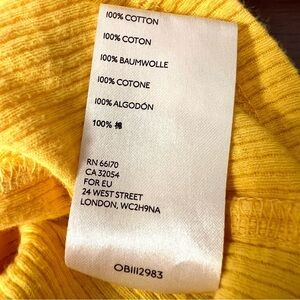 100% COTTON
100% COTON
100% BAUMWOLLE
100% COTONE
100% ALGODÓN
100% 棉
RN 66170
CA 32054
FOR EU
24 WEST STREET
LONDON, WC2H9NA
OB1112983